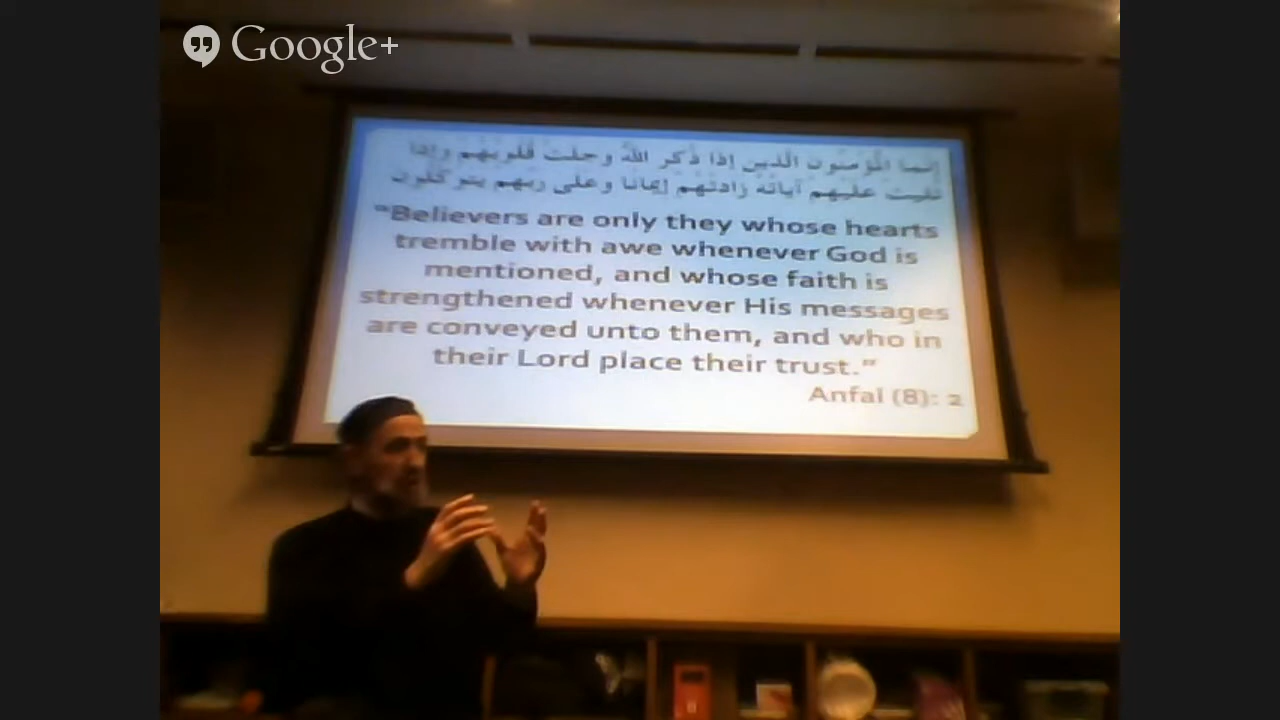 Google+
إنما المؤمنون الذين إذا ذكر الله وجلت قلوبهم وإذا
تليت عليهم آياته زادتهم إيمانا وعلى ربهم يتوكلون
"Believers are only they whose hearts
tremble with awe whenever God is
mentioned, and whose faith is
strengthened whenever His messages
are conveyed unto them, and who in
their Lord place their trust."
Anfal (8): 2